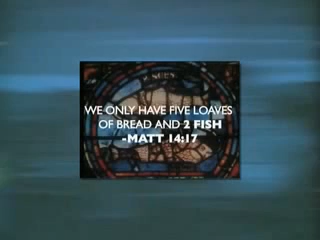 WE ONLY HAVE FIVE LOAVES
OF BREAD AND 2 FISH
-MATT 14:17